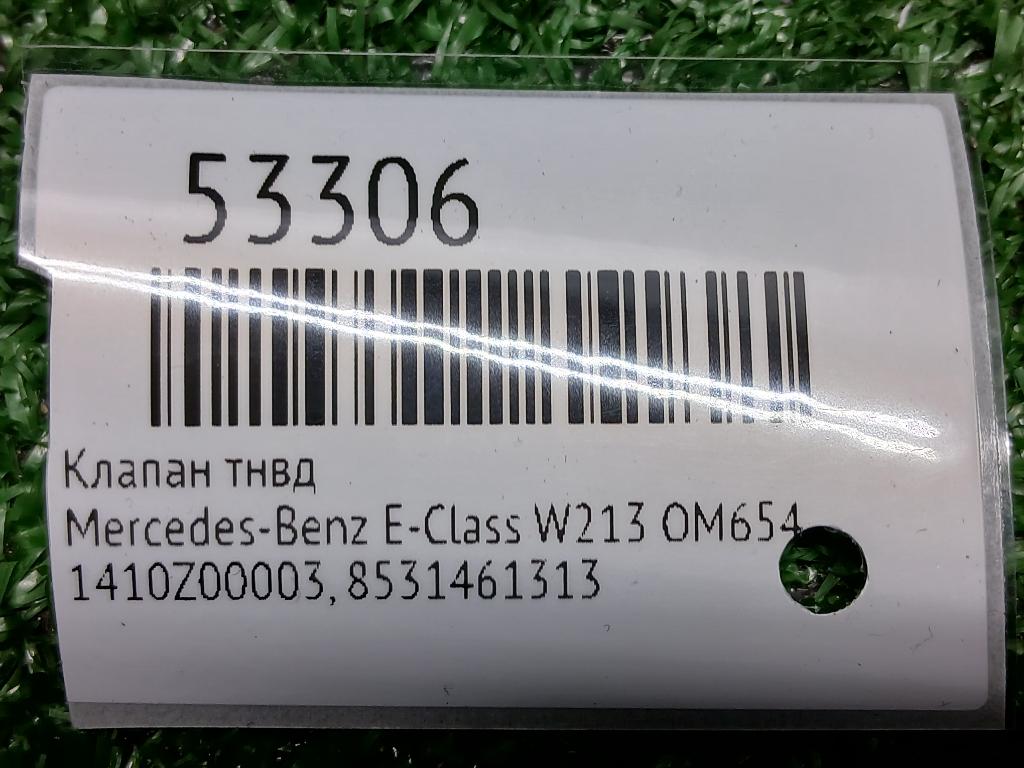 53306
Клапан тнвд
Mercedes-Benz E-Class W213 OM654
1410Z00003, 8531461313